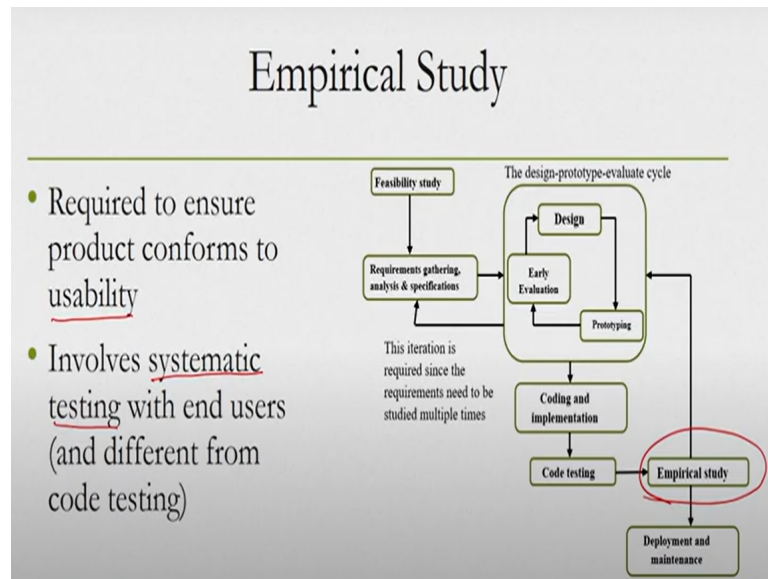 Empirical Study
• Required to ensure
product conforms to
usability
• Involves systematic
testing with end users
(and different from
code testing)
Feasibility study
Requirements gathering,
analysis & specifications
This iteration is
required since the
requirements need to be
studied multiple times
The design-prototype-evaluate cycle
Design
Early
Evaluation
Prototyping
Coding and
implementation
Code testing
Empirical study
Deployment and
maintenance